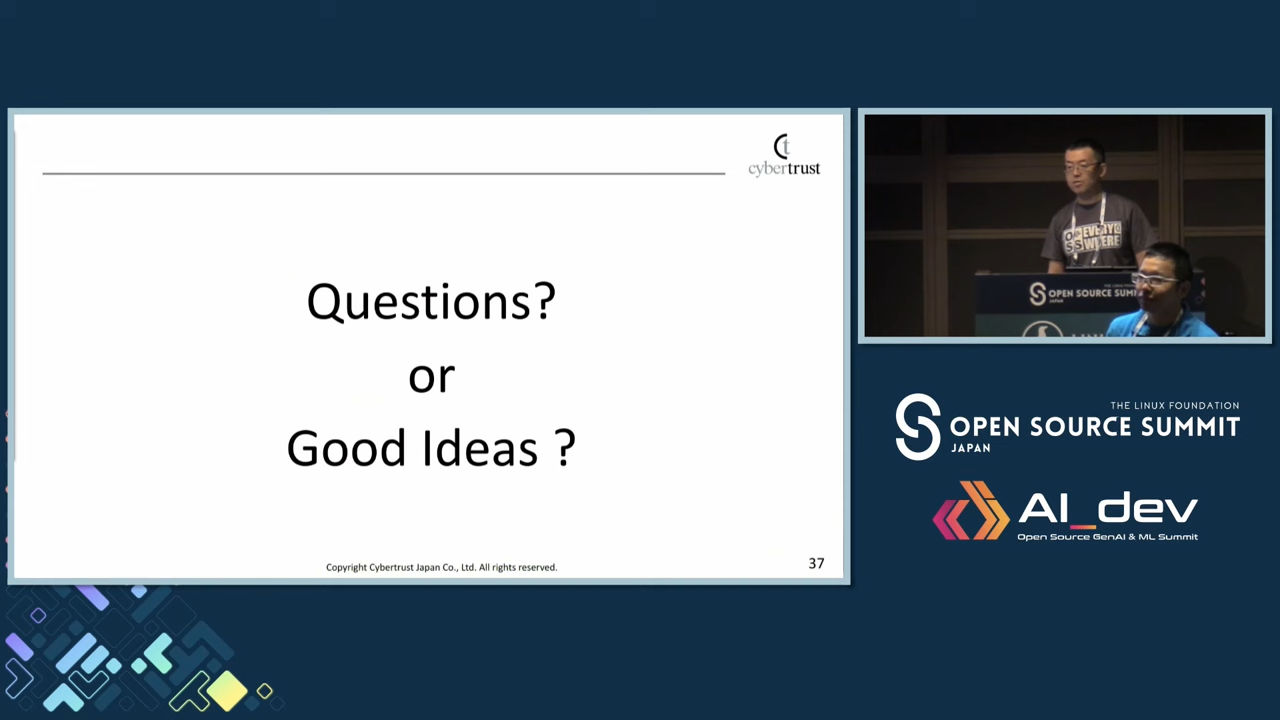 cybertrust
Questions?
or
Good Ideas ?
Copyright Cybertrust Japan Co., Ltd. All rights reserved.
37
OPEN SOURCE SUMMIT
JAPAN
THE LINUX FOUNDATION
OPEN SOURCE SUMMIT
JAPAN
AI_dev
Open Source GenAI & ML Summit